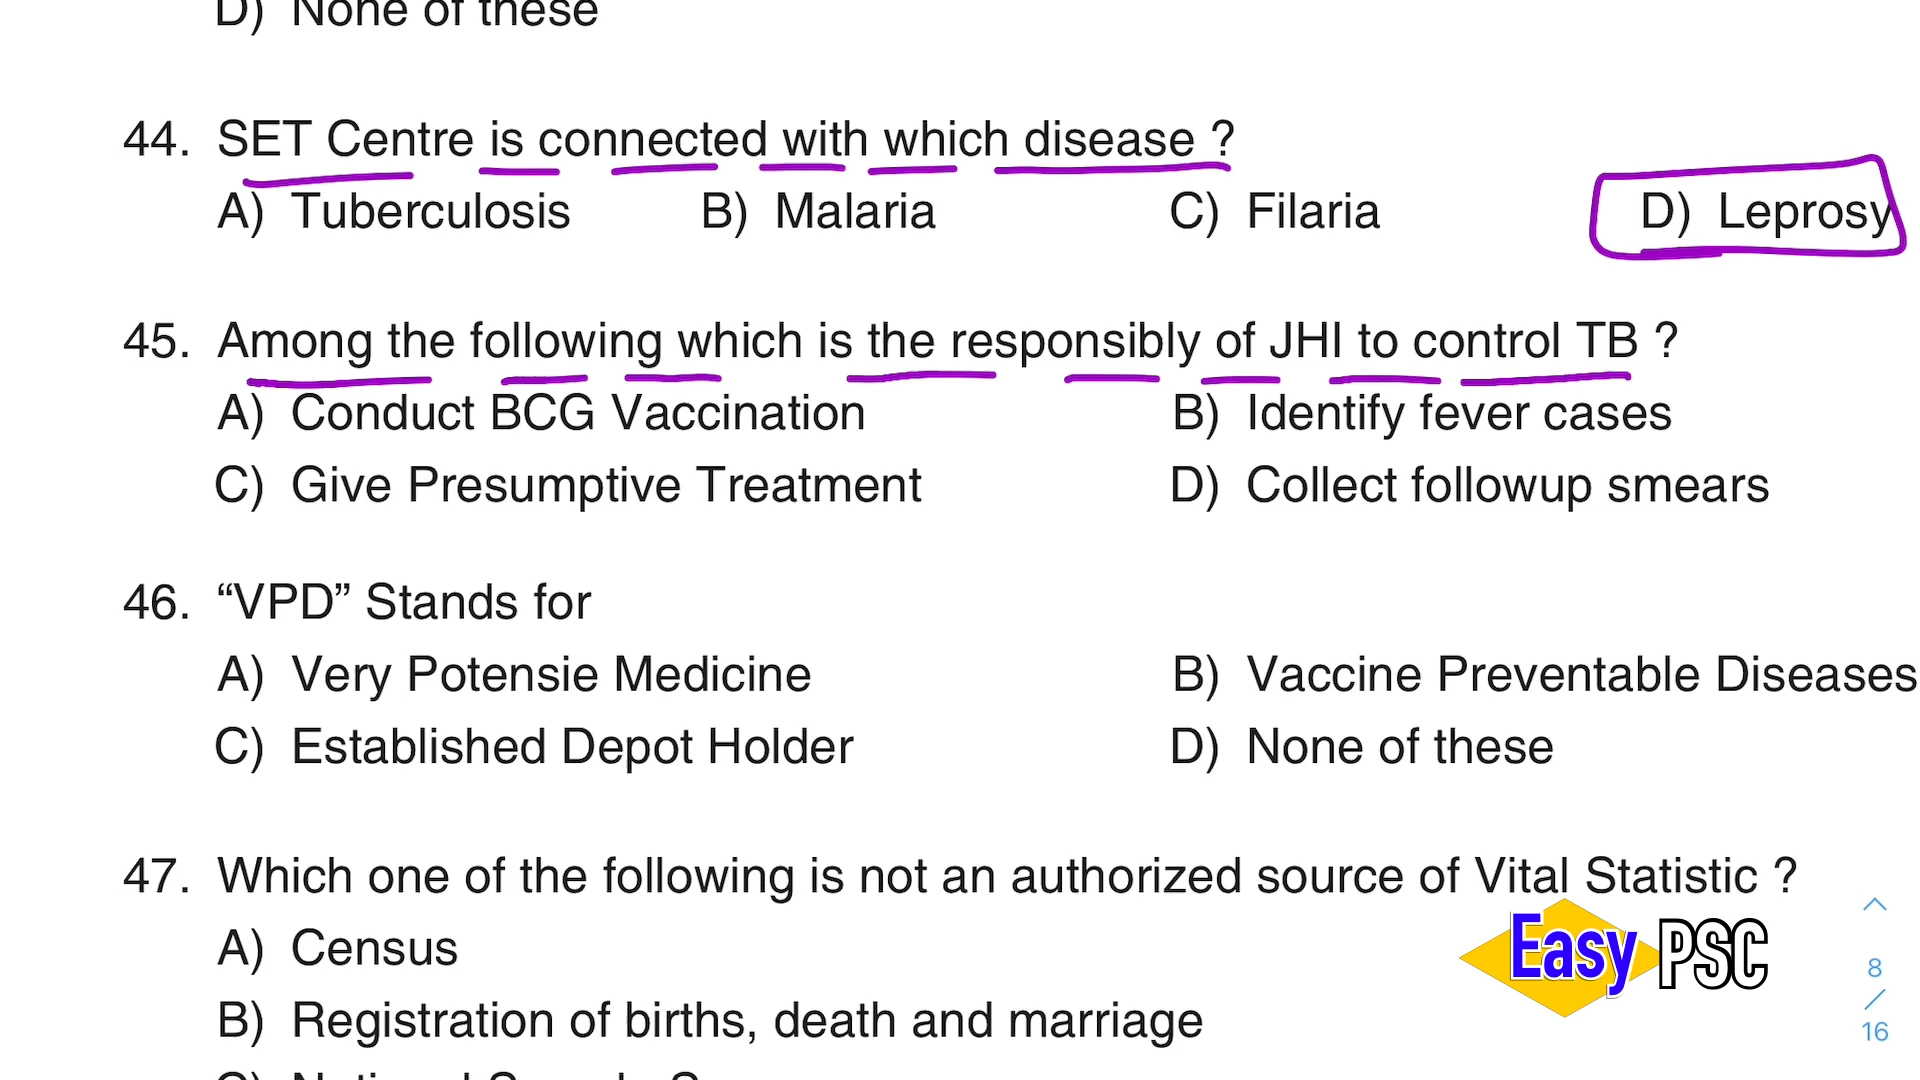 D) None of these
44. SET Centre is connected with which disease ?
A) Tuberculosis B) Malaria C) Filaria D) Leprosy
45. Among the following which is the responsibly of JHI to control TB ?
A) Conduct BCG Vaccination B) Identify fever cases
C) Give Presumptive Treatment D) Collect followup smears
46. “VPD” Stands for
A) Very Potensie Medicine B) Vaccine Preventable Diseases
C) Established Depot Holder D) None of these
47. Which one of the following is not an authorized source of Vital Statistic ?
A) Census
B) Registration of births, death and marriage
Easy PSC
8
/
16